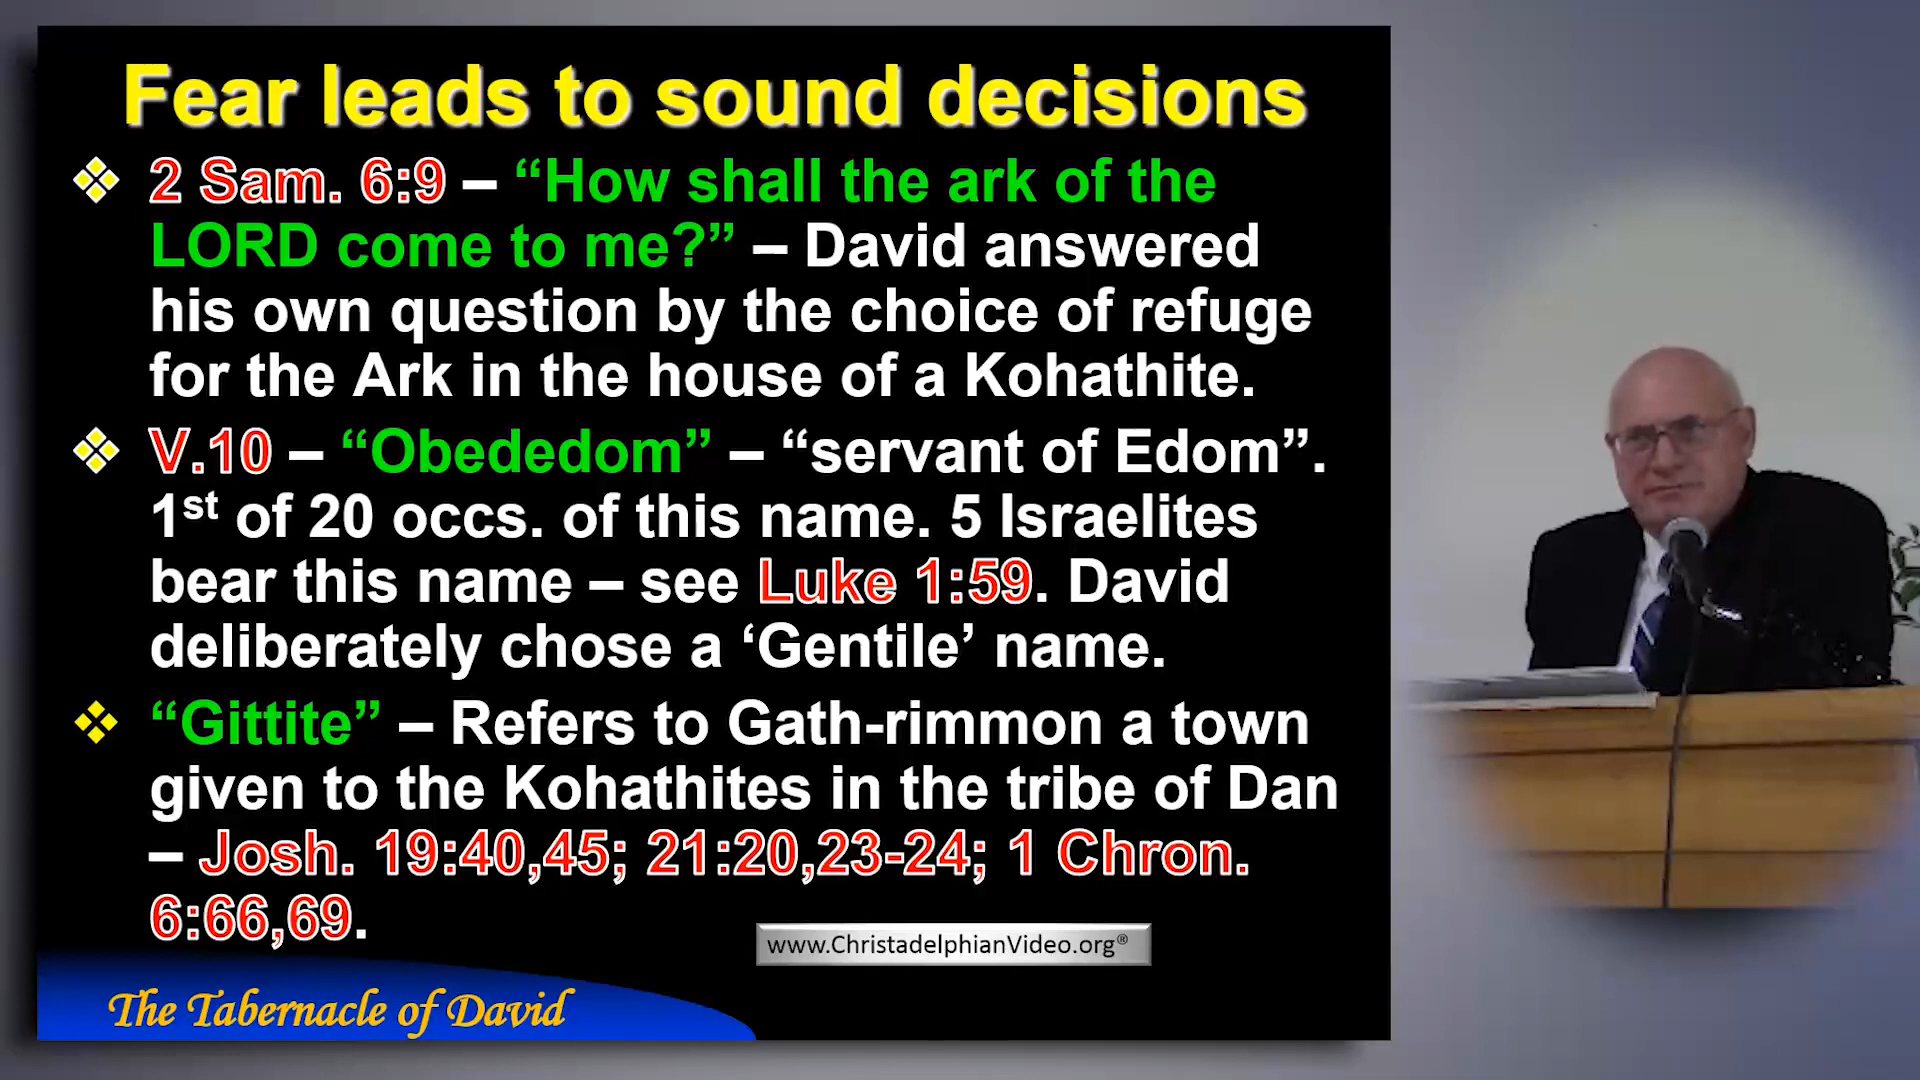 Fear leads to sound decisions
❖ 2 Sam. 6:9 – “How shall the ark of the
LORD come to me?” – David answered
his own question by the choice of refuge
for the Ark in the house of a Kohathite.
❖ V.10 – “Obededom” – “servant of Edom”.
1st of 20 occs. of this name. 5 Israelites
bear this name – see Luke 1:59. David
deliberately chose a ‘Gentile’ name.
❖ “Gittite” – Refers to Gath-rimmon a town
given to the Kohathites in the tribe of Dan
– Josh. 19:40,45; 21:20,23-24; 1 Chron.
6:66,69.
www.ChristadelphianVideo.org®
The Tabernacle of David